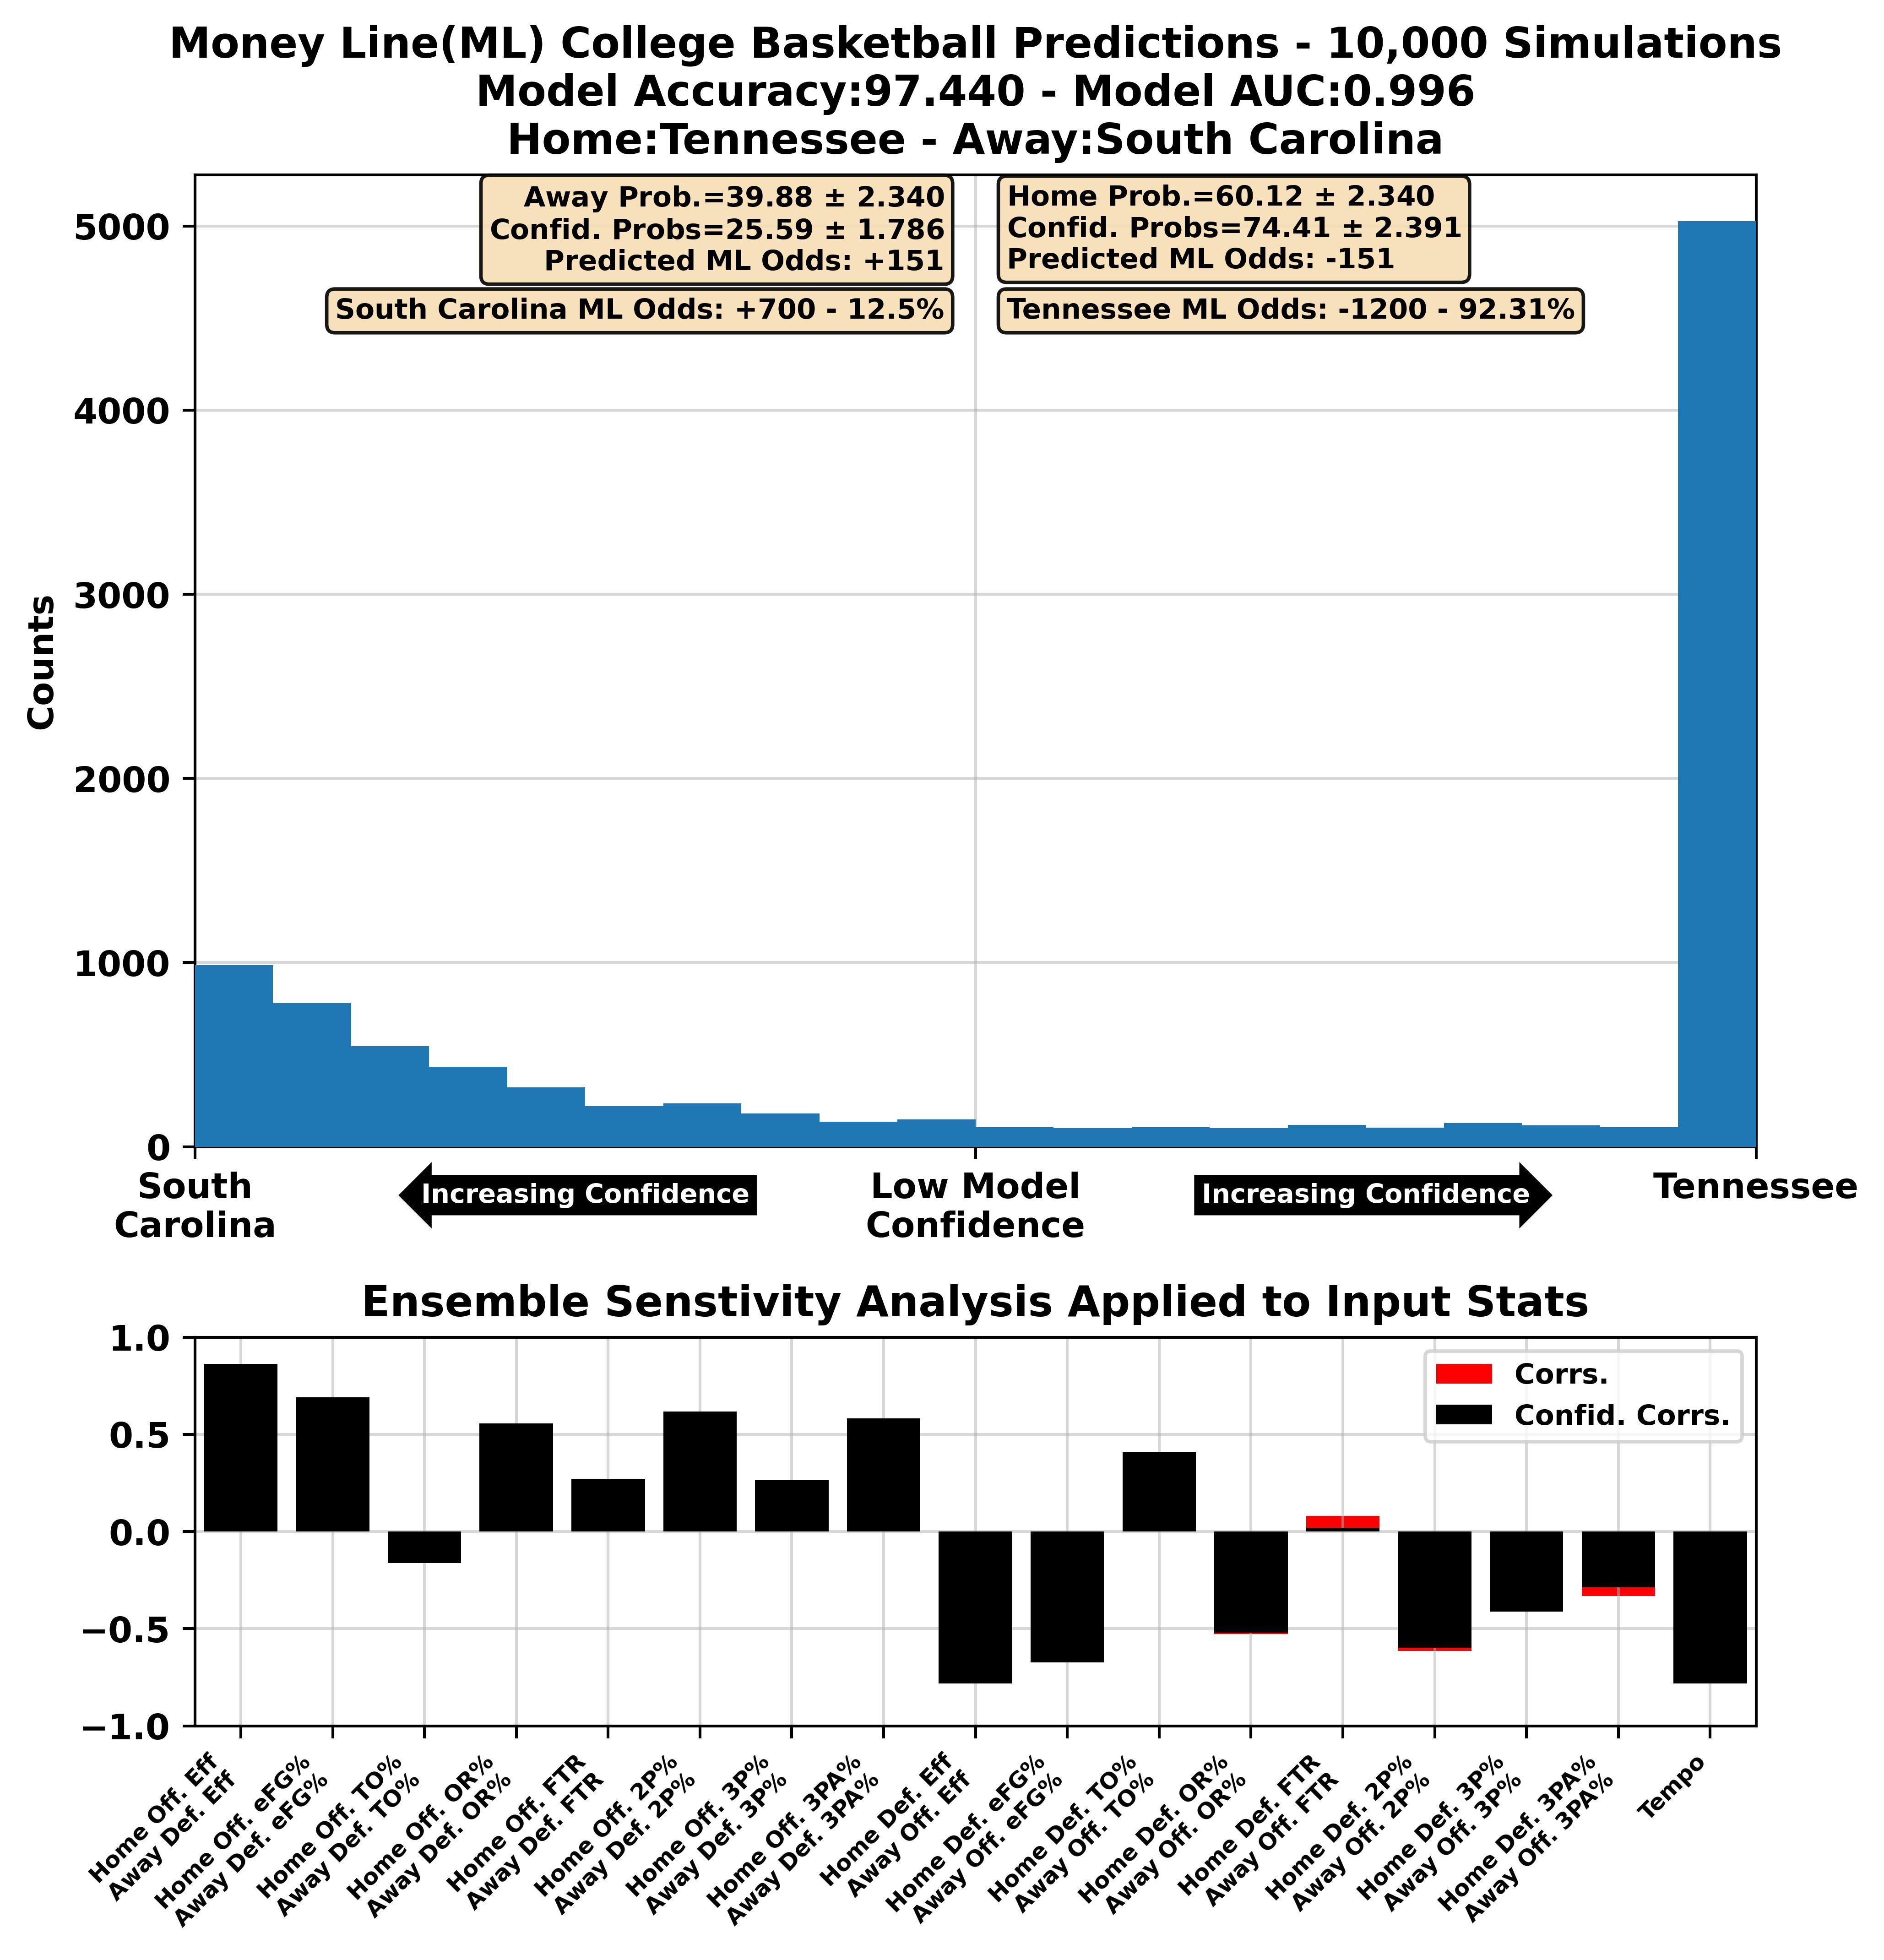 Money Line(ML) College Basketball Predictions - 10,000 Simulations
Model Accuracy:97.440 - Model AUC:0.996
Home:Tennessee - Away:South Carolina
Away Prob.=39.88 ± 2.340
Confid. Probs=25.59 ± 1.786
Predicted ML Odds: +151
South Carolina ML Odds: +700 - 12.5%
Home Prob.=60.12 ± 2.340
Confid. Probs=74.41 ± 2.391
Predicted ML Odds: -151
Tennessee ML Odds: -1200 - 92.31%
Counts
5000
4000
3000
2000
1000
0
South
Carolina
Increasing Confidence
Low Model
Confidence
Increasing Confidence
Tennessee
Ensemble Senstivity Analysis Applied to Input Stats
1.0
0.5
0.0
−0.5
−1.0
Corrs.
Confid. Corrs.
Home Off. Eff
Away Def. Eff
Home Off. eFG%
Away Def. eFG%
Home Off. TO%
Away Def. TO%
Home Off. OR%
Away Def. OR%
Home Off. FTR
Away Def. FTR
Home Off. 2P%
Away Def. 2P%
Home Off. 3P%
Away Def. 3P%
Home Off. 3PA%
Away Def. 3PA%
Home Def. Eff
Away Off. Eff
Home Def. eFG%
Away Off. eFG%
Home Def. TO%
Away Off. TO%
Home Def. OR%
Away Off. OR%
Home Def. FTR
Away Off. FTR
Home Def. 2P%
Away Off. 2P%
Home Def. 3P%
Away Off. 3P%
Home Def. 3PA%
Away Off. 3PA%
Tempo